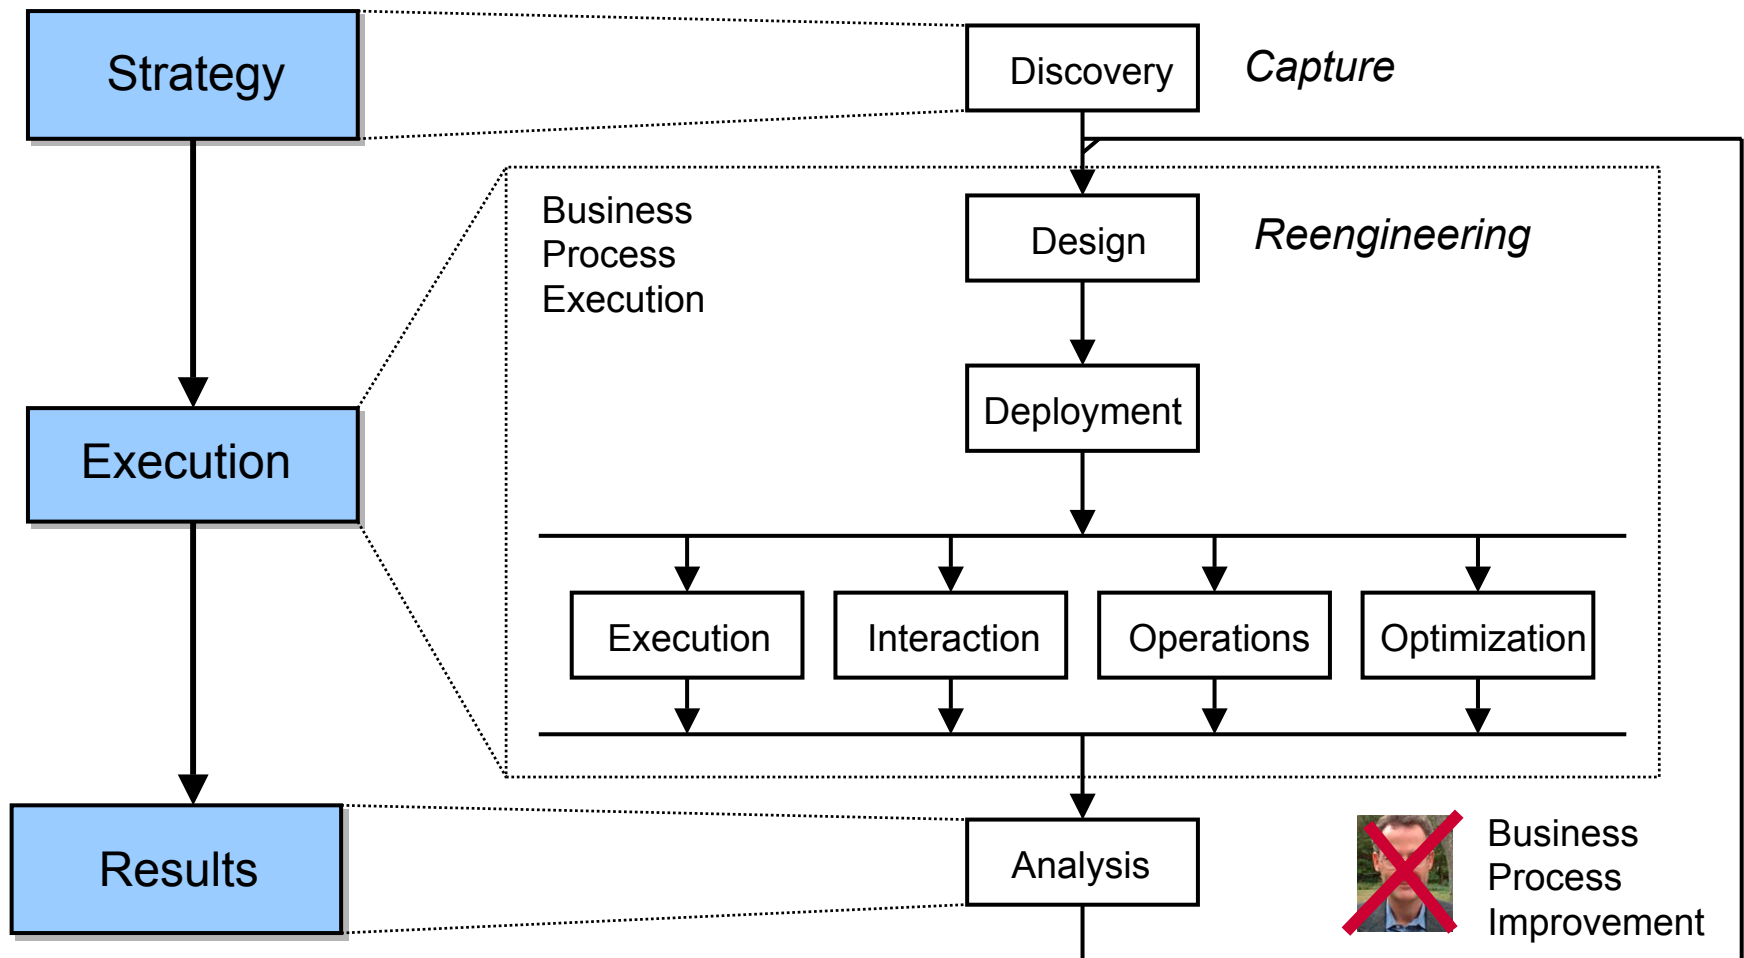 Strategy
Discovery
Capture
Business
Process
Execution
Design
Reengineering
Deployment
Execution
Execution
Interaction
Operations
Optimization
Results
Analysis
Business
Process
Improvement